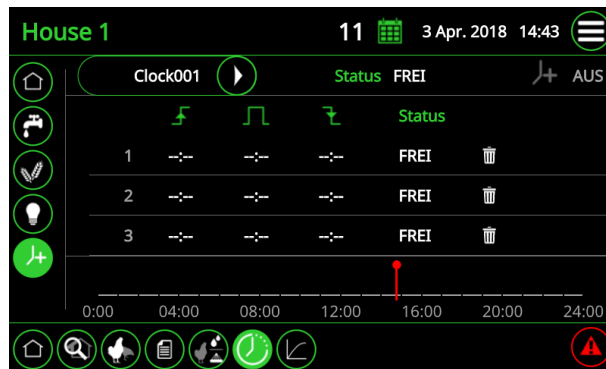 House 1 11 3 Apr. 2018 14:43
Clock001 Status FREI AUS
Status
1 --:-- --:-- --:-- FREI
2 --:-- --:-- --:-- FREI
3 --:-- --:-- --:-- FREI
0:00 04:00 08:00 12:00 16:00 20:00 24:00